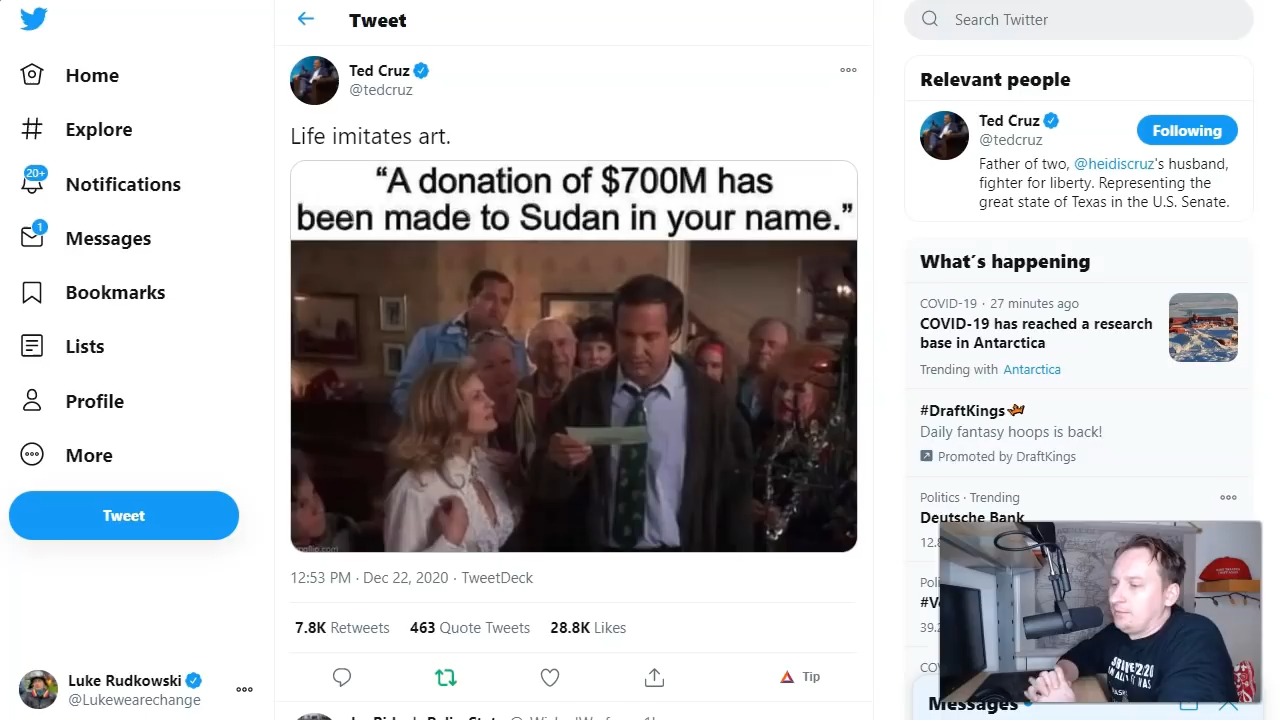 Home
Explore
20+
Notifications
1
Messages
Bookmarks
Lists
Profile
More
Tweet
Luke Rudkowski
@Lukewearechange
Tweet
Ted Cruz
@tedcruz
Life imitates art.
“A donation of $700M has
been made to Sudan in your name.”
12:53 PM · Dec 22, 2020 · TweetDeck
7.8K Retweets 463 Quote Tweets 28.8K Likes
Tip
Search Twitter
Relevant people
Ted Cruz
@tedcruz
Following
Father of two, @heidiscruz's husband,
fighter for liberty. Representing the
great state of Texas in the U.S. Senate.
What’s happening
COVID-19 · 27 minutes ago
COVID-19 has reached a research
base in Antarctica
Trending with Antarctica
#DraftKings
Daily fantasy hoops is back!
Promoted by DraftKings
Politics · Trending
Deutsche Bank
12.8
39.2
Messages